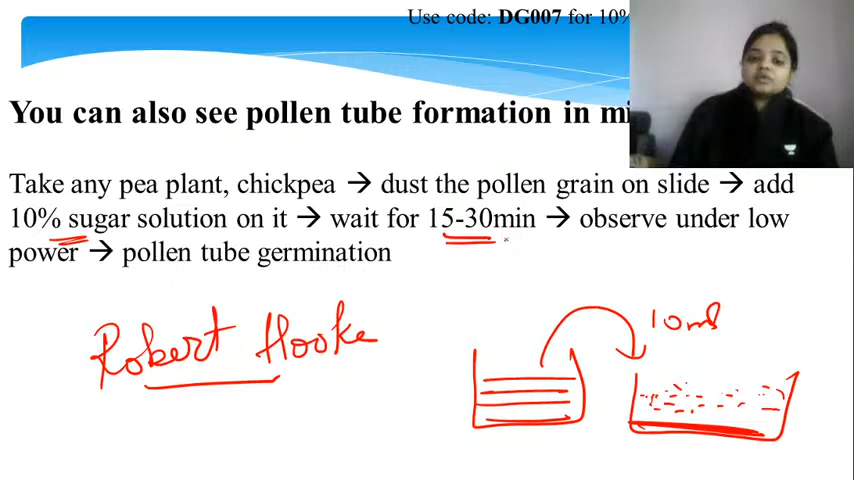 Use code: DG007 for 10%
You can also see pollen tube formation in mi
Take any pea plant, chickpea → dust the pollen grain on slide → add
10% sugar solution on it → wait for 15-30min → observe under low
power → pollen tube germination
Robert Hooke
10ml